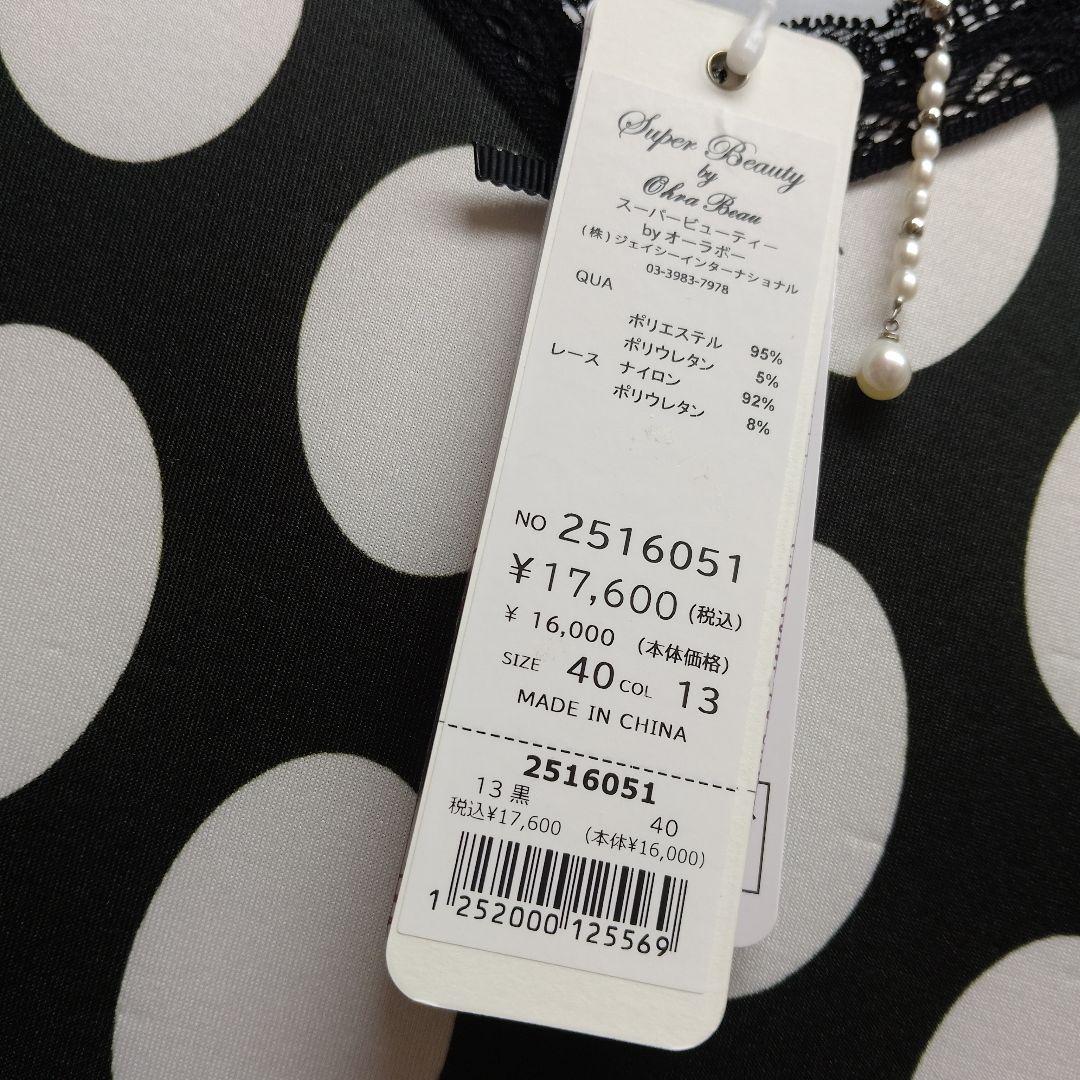 Super Beauty
by
Ohra Beau
スーパービューティー
by オーラボー
(株)ジェイシーインターナショナル
03-3983-7978
QUA
ポリエステル 95%
ポリウレタン 5%
レース ナイロン 92%
ポリウレタン 8%
NO 2516051
¥17,600 (税込)
¥ 16,000 (本体価格)
SIZE 40 COL 13
MADE IN CHINA
2516051
13 黒 40
税込¥17,600 (本体¥16,000)
1 252000 125569